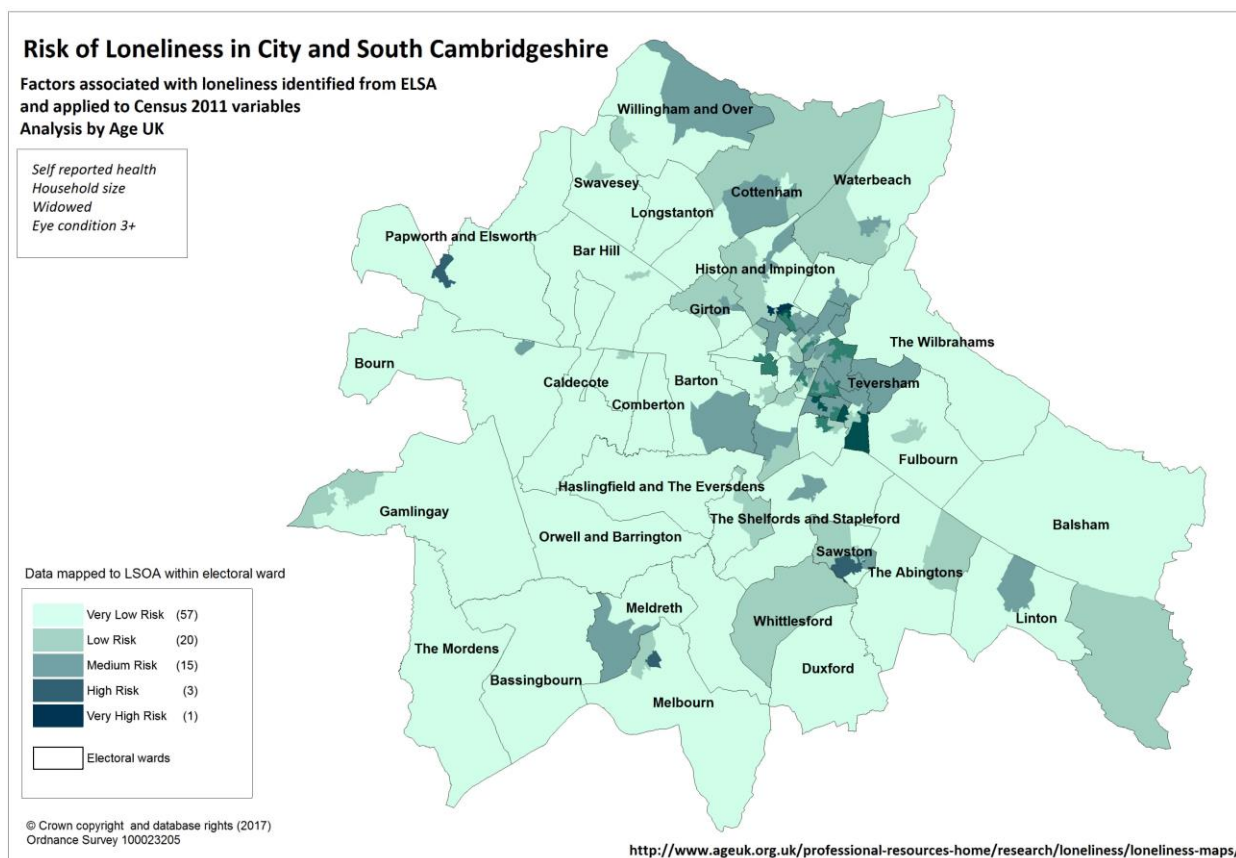 Risk of Loneliness in City and South Cambridgeshire
Factors associated with loneliness identified from ELSA
and applied to Census 2011 variables
Analysis by Age UK
Self reported health
Household size
Widowed
Eye condition 3+
Willingham and Over
Swavesey
Cottenham
Waterbeach
Longstanton
Papworth and Elsworth
Bar Hill
Histon and Impington
Girton
The Wilbrahams
Bourn
Caldecote
Barton
Teversham
Comberton
Fulbourn
Haslingfield and The Eversdens
Gamlingay
The Shelfords and Stapleford
Balsham
Orwell and Barrington
Sawston
The Abingtons
Meldreth
Whittlesford
Linton
The Mordens
Bassingbourn
Duxford
Melbourn
Data mapped to LSOA within electoral ward
Very Low Risk (57)
Low Risk (20)
Medium Risk (15)
High Risk (3)
Very High Risk (1)
Electoral wards
© Crown copyright and database rights (2017)
Ordnance Survey 100023205
http://www.ageuk.org.uk/professional-resources-home/research/loneliness/loneliness-maps/